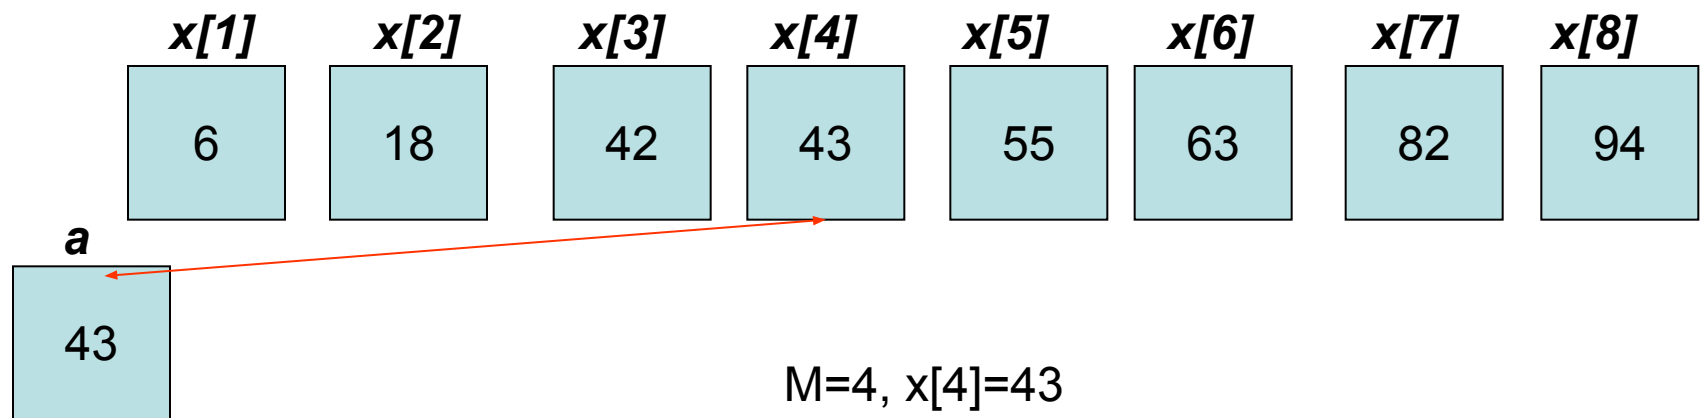 x[1] x[2] x[3] x[4] x[5] x[6] x[7] x[8]
6 18 42 43 55 63 82 94
a
43
M=4, x[4]=43